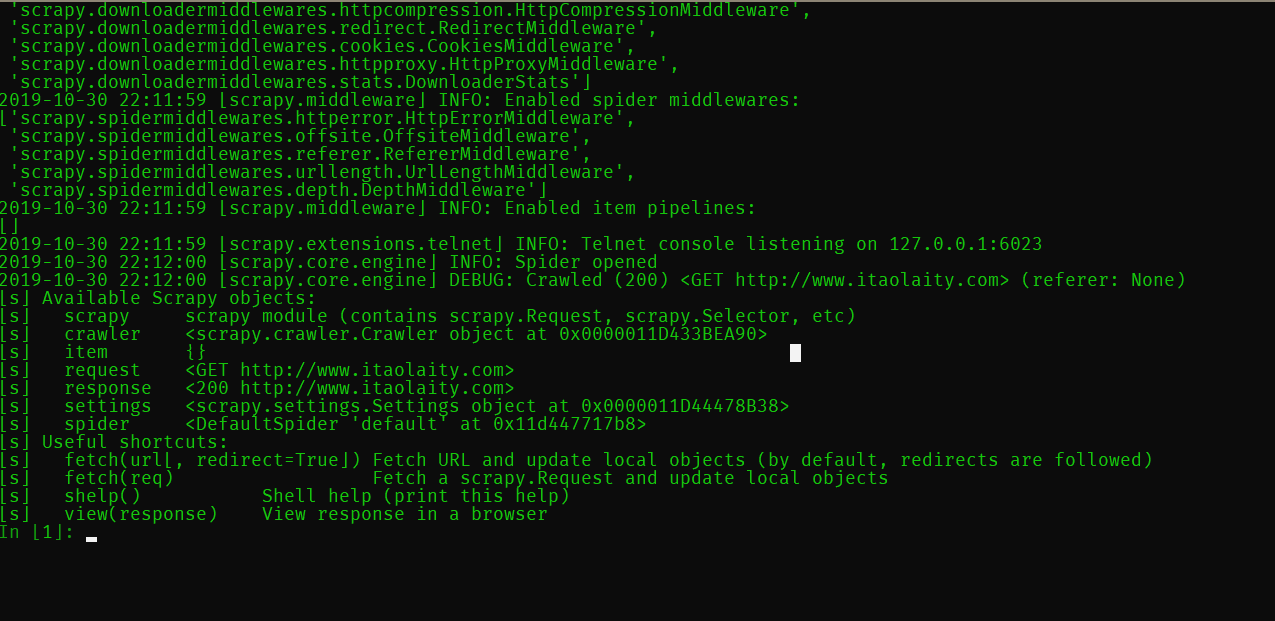 'scrapy.downloadermiddlewares.httpcompression.HttpCompressionMiddleware',
'scrapy.downloadermiddlewares.redirect.RedirectMiddleware',
'scrapy.downloadermiddlewares.cookies.CookiesMiddleware',
'scrapy.downloadermiddlewares.httpproxy.HttpProxyMiddleware',
'scrapy.downloadermiddlewares.stats.DownloaderStats']
2019-10-30 22:11:59 [scrapy.middleware] INFO: Enabled spider middlewares:
['scrapy.spidermiddlewares.httperror.HttpErrorMiddleware',
'scrapy.spidermiddlewares.offsite.OffsiteMiddleware',
'scrapy.spidermiddlewares.referer.RefererMiddleware',
'scrapy.spidermiddlewares.urllength.UrlLengthMiddleware',
'scrapy.spidermiddlewares.depth.DepthMiddleware']
2019-10-30 22:11:59 [scrapy.middleware] INFO: Enabled item pipelines:
[]
2019-10-30 22:11:59 [scrapy.extensions.telnet] INFO: Telnet console listening on 127.0.0.1:6023
2019-10-30 22:12:00 [scrapy.core.engine] INFO: Spider opened
2019-10-30 22:12:00 [scrapy.core.engine] DEBUG: Crawled (200) <GET http://www.itaolaity.com> (referer: None)
[s] Available Scrapy objects:
[s]   scrapy     scrapy module (contains scrapy.Request, scrapy.Selector, etc)
[s]   crawler    <scrapy.crawler.Crawler object at 0x0000011D433BEA90>
[s]   item       {}
[s]   request    <GET http://www.itaolaity.com>
[s]   response   <200 http://www.itaolaity.com>
[s]   settings   <scrapy.settings.Settings object at 0x0000011D44478B38>
[s]   spider     <DefaultSpider 'default' at 0x11d447717b8>
[s] Useful shortcuts:
[s]   fetch(url[, redirect=True]) Fetch URL and update local objects (by default, redirects are followed)
[s]   fetch(req)                  Fetch a scrapy.Request and update local objects
[s]   shelp()           Shell help (print this help)
[s]   view(response)    View response in a browser
In [1]: